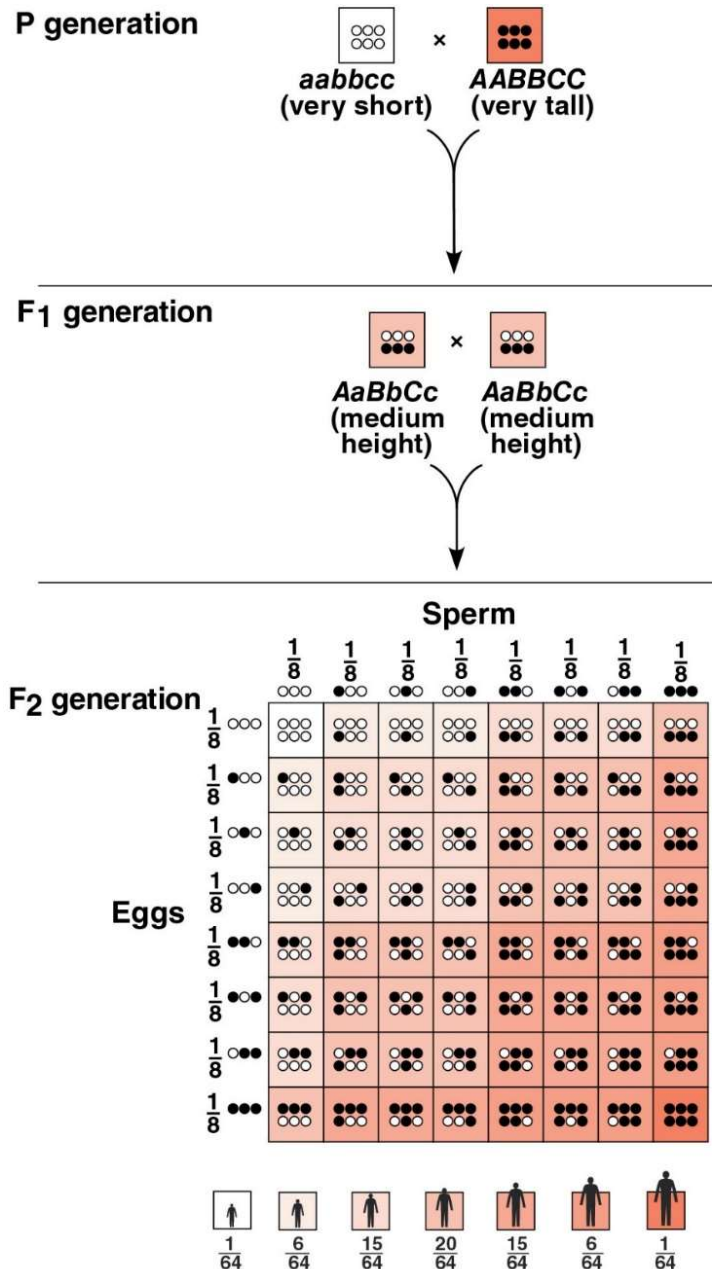 P generation
×
aabbcc AABBCC
(very short) (very tall)
F1 generation
×
AaBbCc AaBbCc
(medium (medium
height) height)
Sperm
1/8 1/8 1/8 1/8 1/8 1/8 1/8 1/8
F2 generation
1/8
1/8
1/8
1/8
Eggs
1/8
1/8
1/8
1/8
1/64 6/64 15/64 20/64 15/64 6/64 1/64